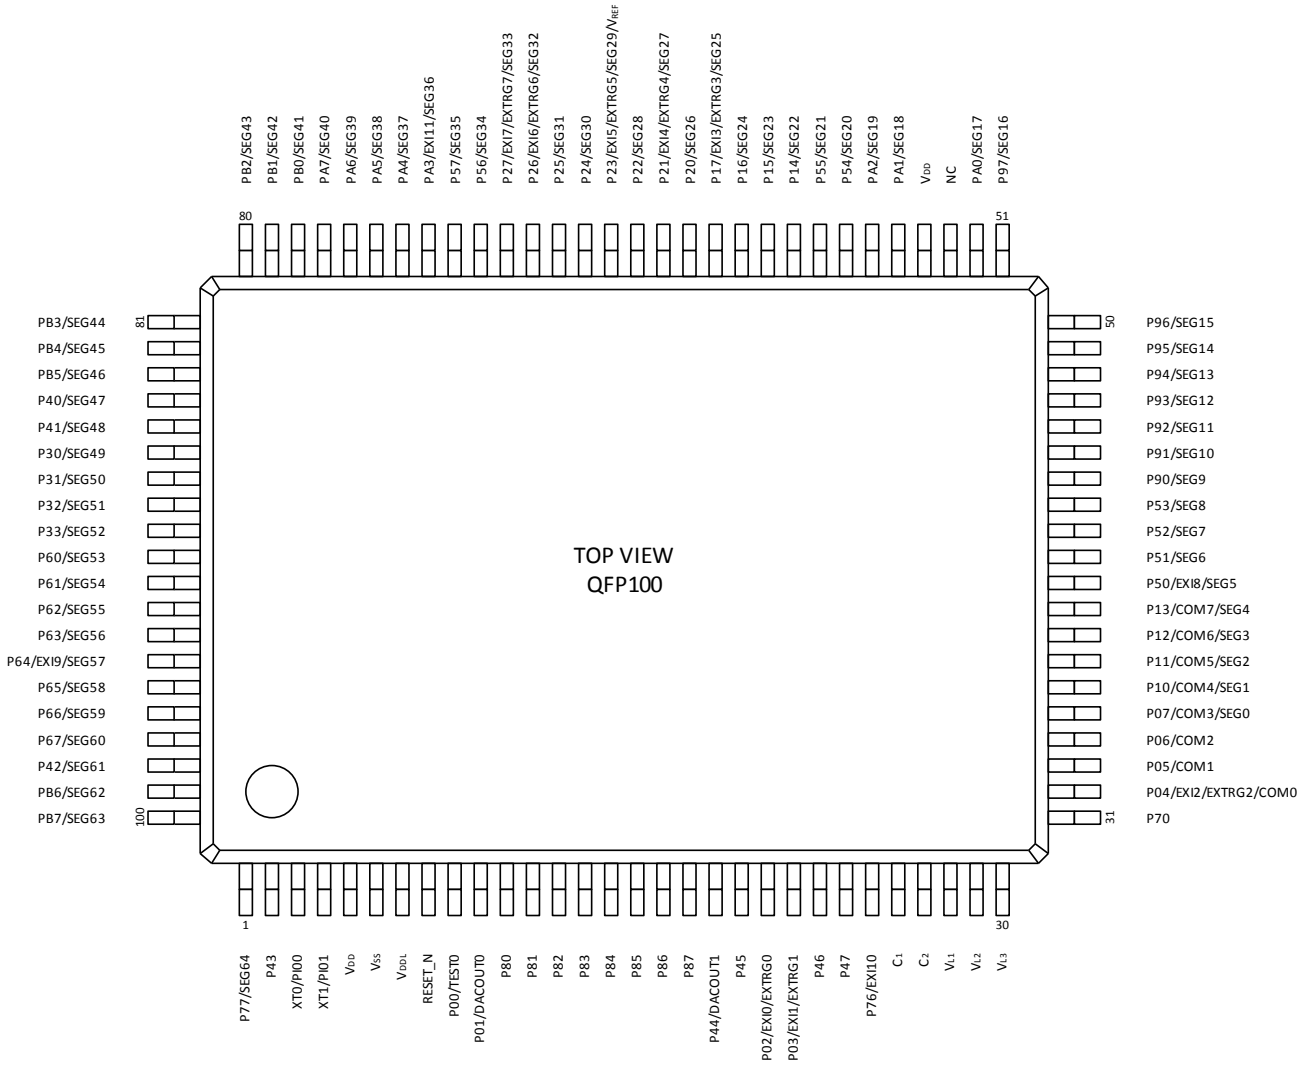 PB2/SEG43
PB1/SEG42
PB0/SEG41
PA7/SEG40
PA6/SEG39
PA5/SEG38
PA4/SEG37
PA3/EXI11/SEG36
P57/SEG35
P56/SEG34
P27/EXI7/EXTRG7/SEG33
P26/EXI6/EXTRG6/SEG32
P25/SEG31
P24/SEG30
P23/EXI5/EXTRG5/SEG29/VREF
P22/SEG28
P21/EXI4/EXTRG4/SEG27
P20/SEG26
P17/EXI3/EXTRG3/SEG25
P16/SEG24
P15/SEG23
P14/SEG22
P55/SEG21
P54/SEG20
PA2/SEG19
PA1/SEG18
VDD
NC
PA0/SEG17
P97/SEG16
80
51
PB3/SEG44
81
PB4/SEG45
PB5/SEG46
P40/SEG47
P41/SEG48
P30/SEG49
P31/SEG50
P32/SEG51
P33/SEG52
P60/SEG53
P61/SEG54
P62/SEG55
P63/SEG56
P64/EXI9/SEG57
P65/SEG58
P66/SEG59
P67/SEG60
P42/SEG61
PB6/SEG62
PB7/SEG63
100
TOP VIEW
QFP100
50
P96/SEG15
P95/SEG14
P94/SEG13
P93/SEG12
P92/SEG11
P91/SEG10
P90/SEG9
P53/SEG8
P52/SEG7
P51/SEG6
P50/EXI8/SEG5
P13/COM7/SEG4
P12/COM6/SEG3
P11/COM5/SEG2
P10/COM4/SEG1
P07/COM3/SEG0
P06/COM2
P05/COM1
P04/EXI2/EXTRG2/COM0
31
P70
1
30
P77/SEG64
P43
XT0/PI00
XT1/PI01
VDD
VSS
VDDL
RESET_N
P00/TEST0
P01/DACOUT0
P80
P81
P82
P83
P84
P85
P86
P87
P44/DACOUT1
P45
P02/EXI0/EXTRG0
P03/EXI1/EXTRG1
P46
P47
P76/EXI10
C1
C2
VL1
VL2
VL3